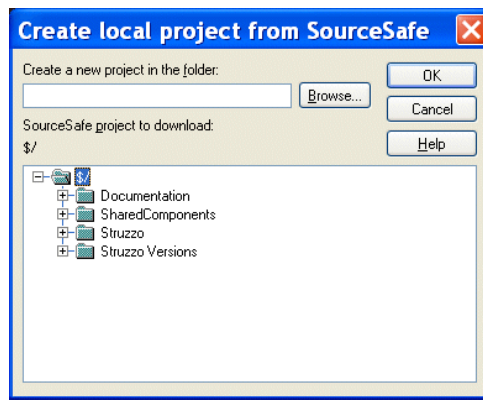 Create local project from SourceSafe
Create a new project in the folder:
OK
Browse...
Cancel
SourceSafe project to download:
$/
Help
$/
Documentation
SharedComponents
Struzzo
Struzzo Versions